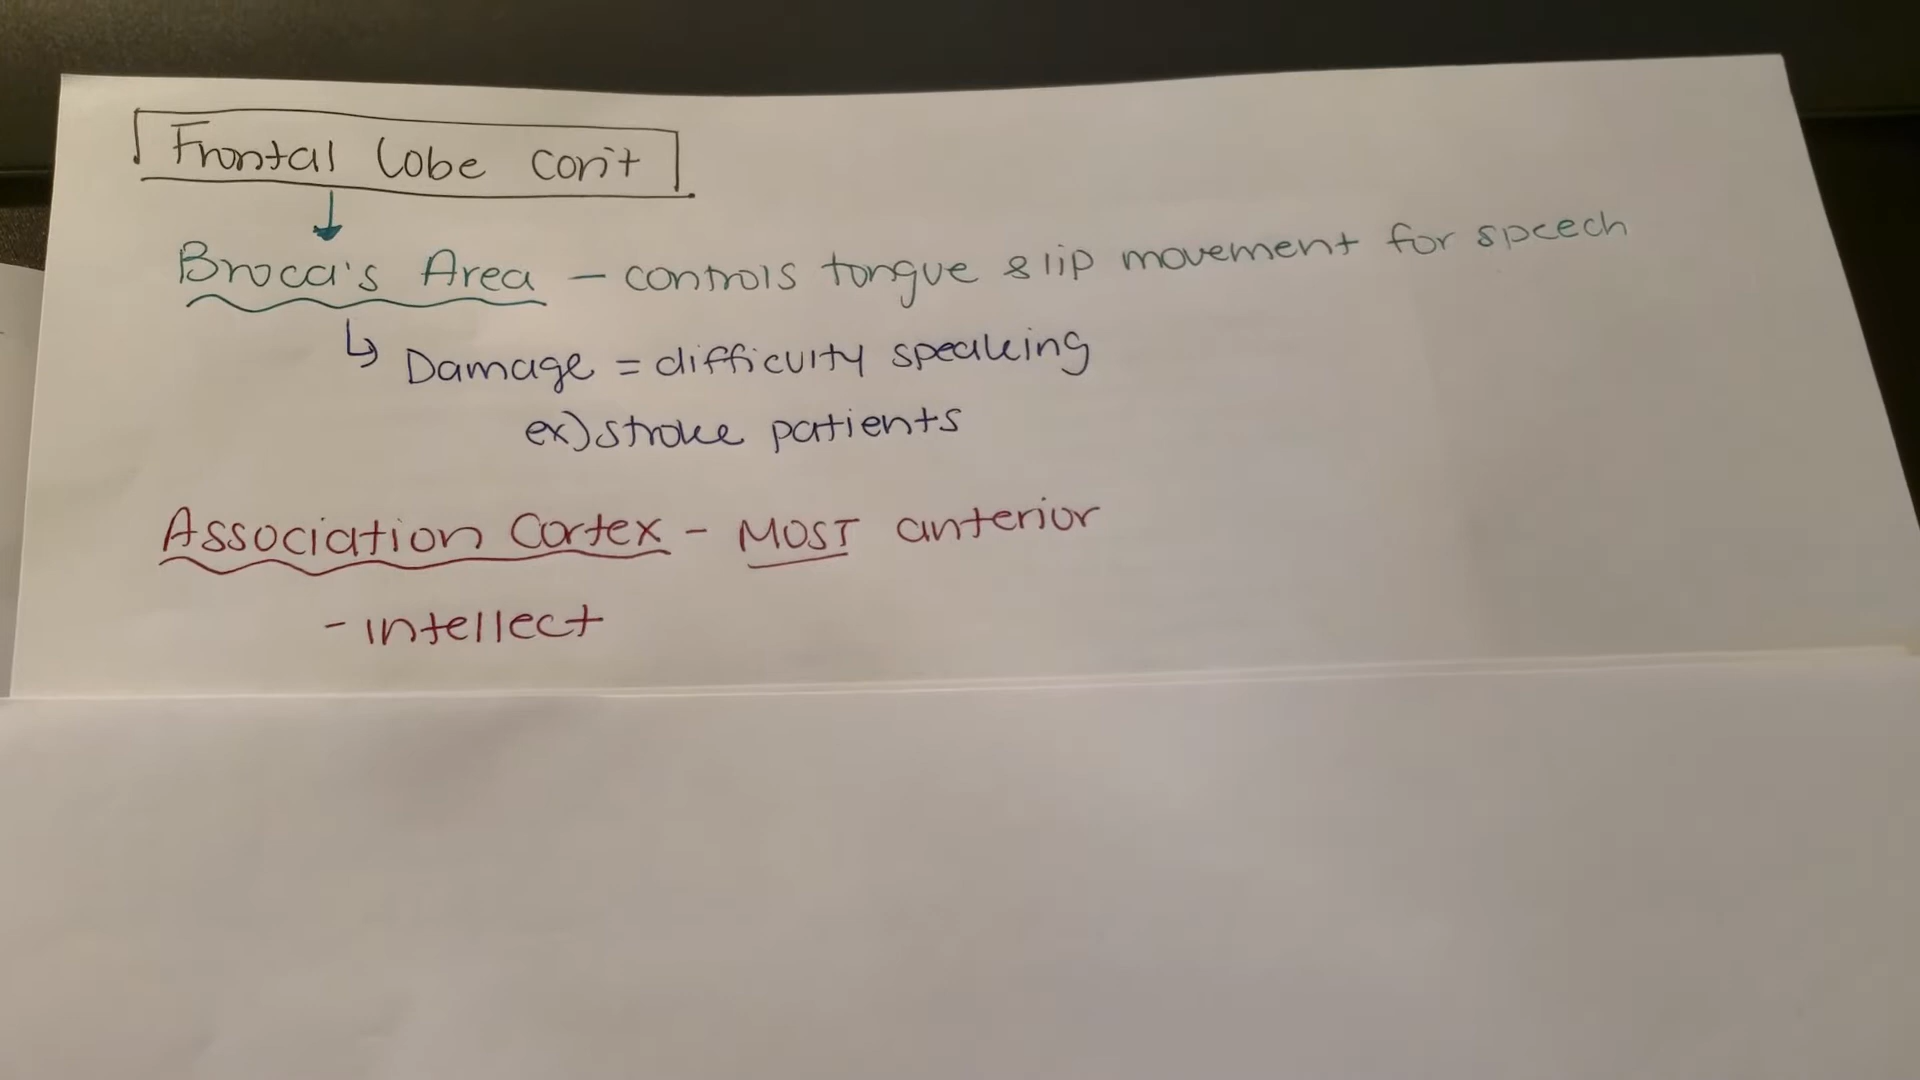 Frontal lobe con't
Broca's Area - controls tongue & lip movement for speech
↳ Damage = difficulty speaking
ex) stroke patients
Association Cortex - MOST anterior
- intellect